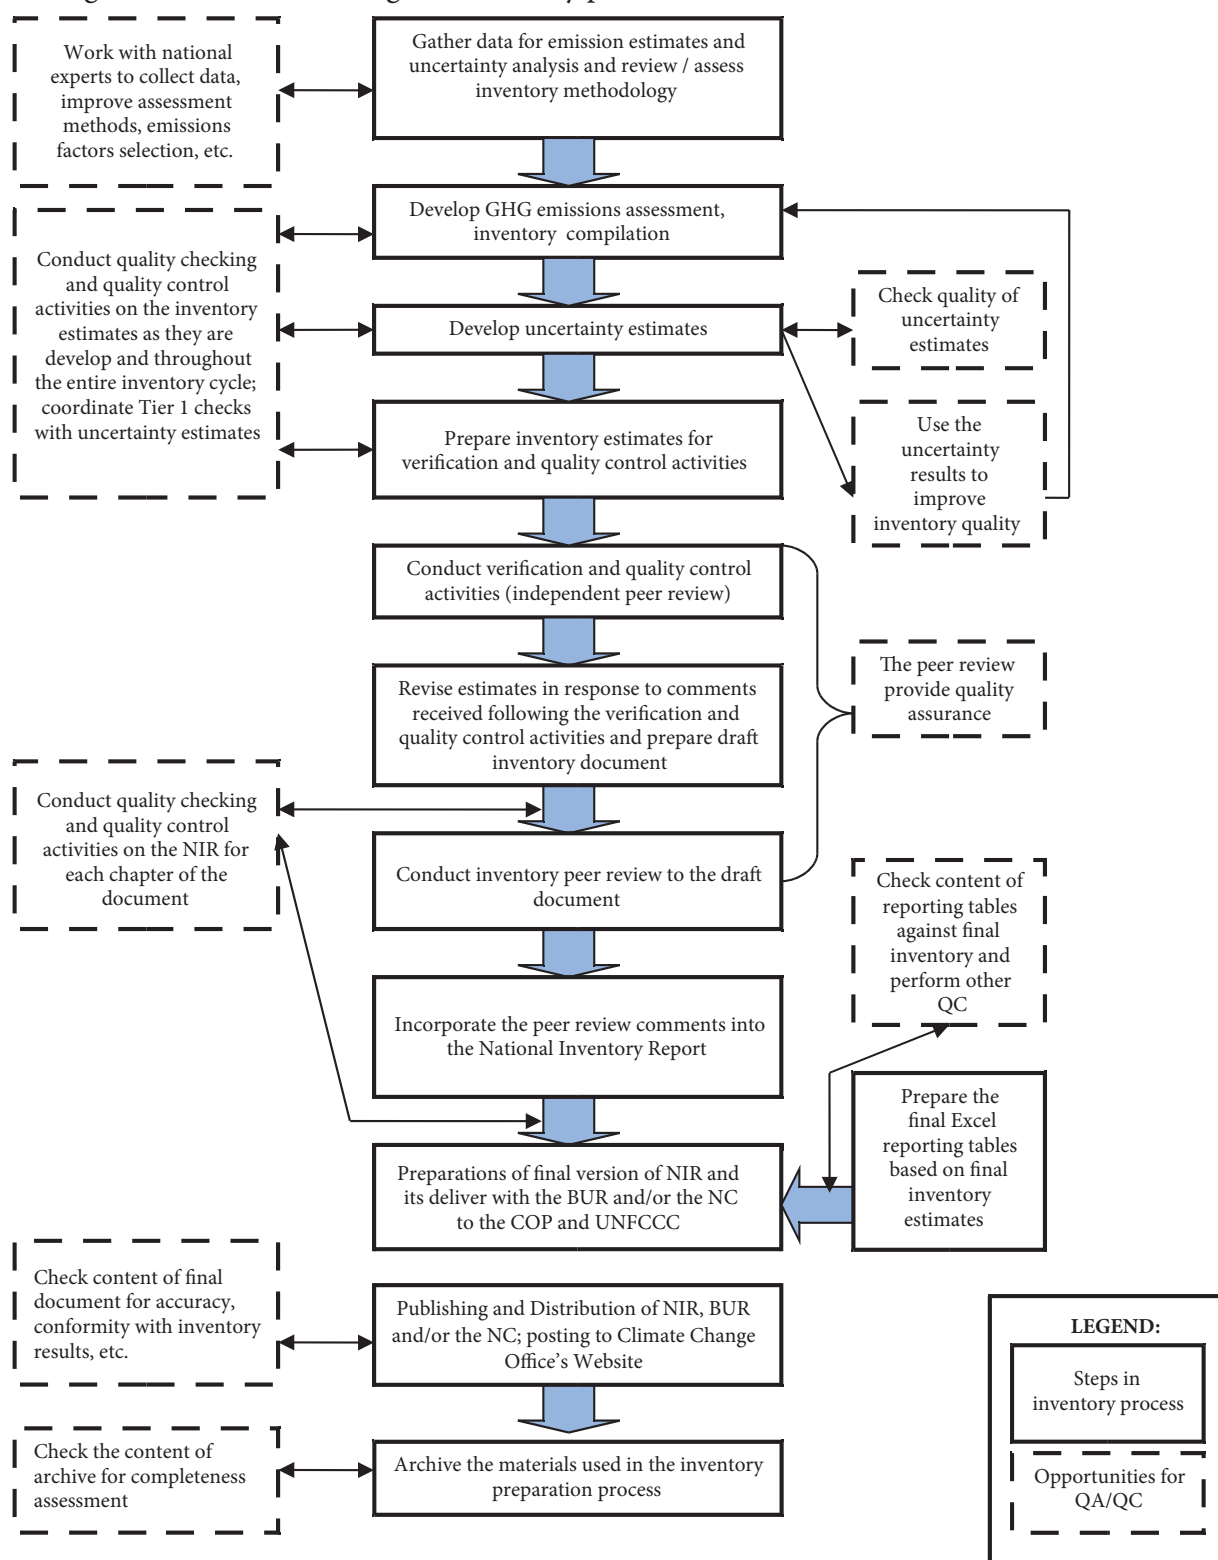 Work with national
experts to collect data,
improve assessment
methods, emissions
factors selection, etc.
Gather data for emission estimates and
uncertainty analysis and review / assess
inventory methodology
Develop GHG emissions assessment,
inventory compilation
Conduct quality checking
and quality control
activities on the inventory
estimates as they are
develop and throughout
the entire inventory cycle;
coordinate Tier 1 checks
with uncertainty estimates
Develop uncertainty estimates
Check quality of
uncertainty
estimates
Prepare inventory estimates for
verification and quality control activities
Use the
uncertainty
results to
improve
inventory quality
Conduct verification and quality control
activities (independent peer review)
Revise estimates in response to comments
received following the verification and
quality control activities and prepare draft
inventory document
The peer review
provide quality
assurance
Conduct quality checking
and quality control
activities on the NIR for
each chapter of the
document
Conduct inventory peer review to the draft
document
Check content of
reporting tables
against final
inventory and
perform other
QC
Incorporate the peer review comments into
the National Inventory Report
Prepare the
final Excel
reporting tables
based on final
inventory
estimates
Preparations of final version of NIR and
its deliver with the BUR and/or the NC
to the COP and UNFCCC
Check content of final
document for accuracy,
conformity with inventory
results, etc.
Publishing and Distribution of NIR, BUR
and/or the NC; posting to Climate Change
Office's Website
Check the content of
archive for completeness
assessment
Archive the materials used in the inventory
preparation process
LEGEND:
Steps in
inventory process
Opportunities for
QA/QC